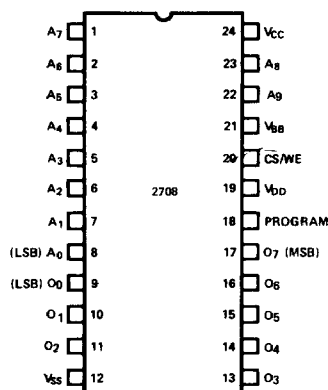 A7 1 24 VCC
A6 2 23 A8
A5 3 22 A9
A4 4 21 VBB
A3 5 20 CS/WE
A2 6 2708 19 VDD
A1 7 18 PROGRAM
(LSB) A0 8 17 O7 (MSB)
(LSB) O0 9 16 O6
O1 10 15 O5
O2 11 14 O4
VSS 12 13 O3